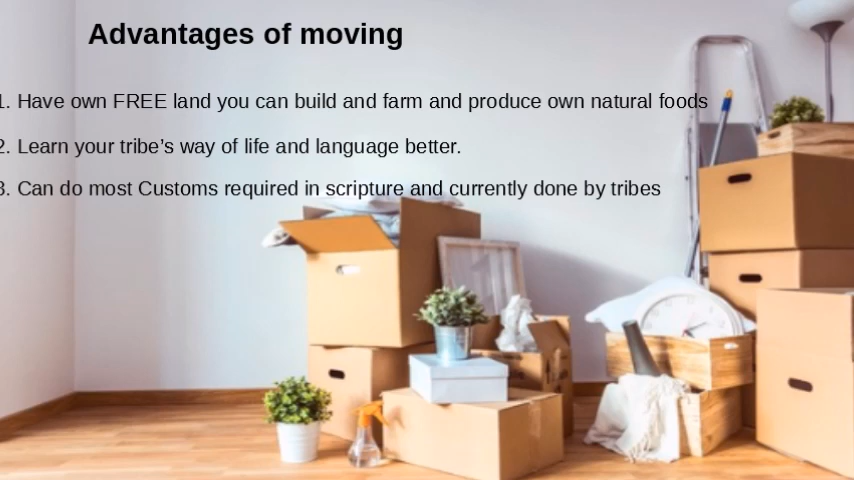 Advantages of moving
1. Have own FREE land you can build and farm and produce own natural foods
2. Learn your tribe’s way of life and language better.
3. Can do most Customs required in scripture and currently done by tribes